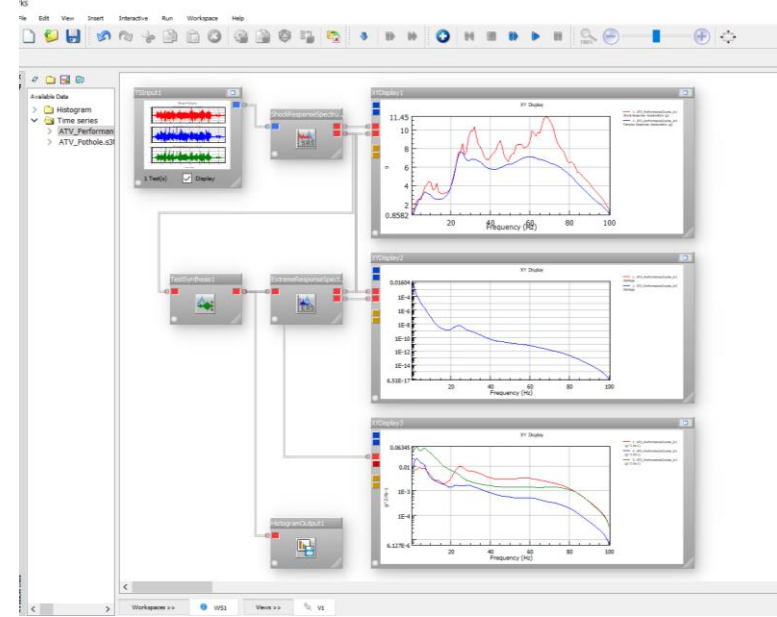 rks
File Edit View Insert Interactive Run Workspace Help
Available Data
Histogram
Time series
ATV_Performan
ATV_Pothole.s3t
TSInput1
1 Test(s) Display
ShockResponseSpectru...
SRS
XYDisplay1
XY Display
11.45
10
8
6
4
2
0.8582
g
20 40 60 80 100
Frequency (Hz)
TestSynthesis1
ExtremeResponseSpect...
XYDisplay2
XY Display
0.01604
1E-4
1E-6
1E-8
1E-10
1E-12
1E-14
6.51E-17
20 40 60 80 100
Frequency (Hz)
XYDisplay3
XY Display
0.06345
0.01
1E-3
1E-4
6.127E-6
20 40 60 80 100
Frequency (Hz)
HistogramOutput1
Workspaces >> WS1 Views >> V1